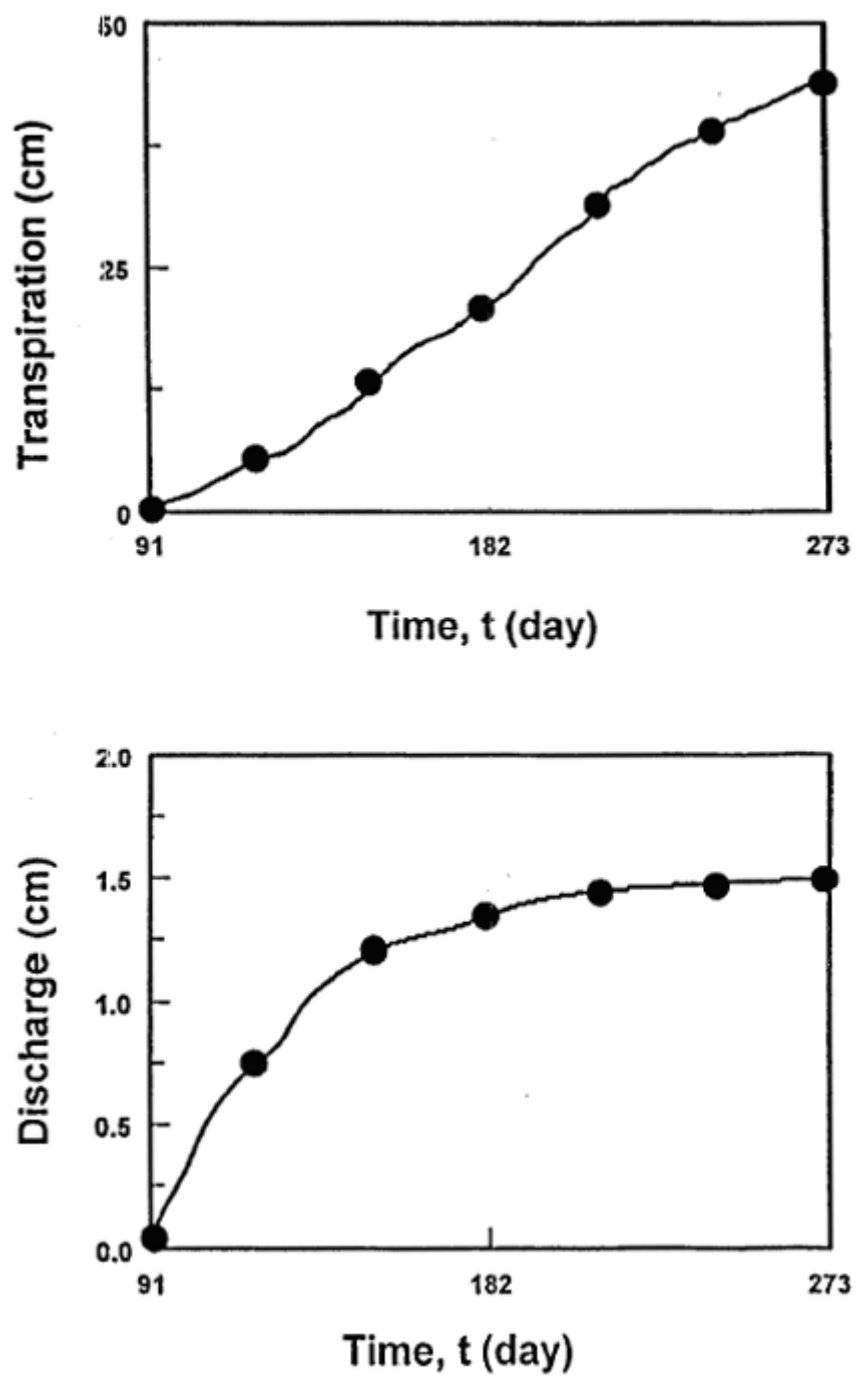 50
Transpiration (cm)
25
0
91 182 273
Time, t (day)
2.0
1.5
Discharge (cm)
1.0
0.5
0.0
91 182 273
Time, t (day)